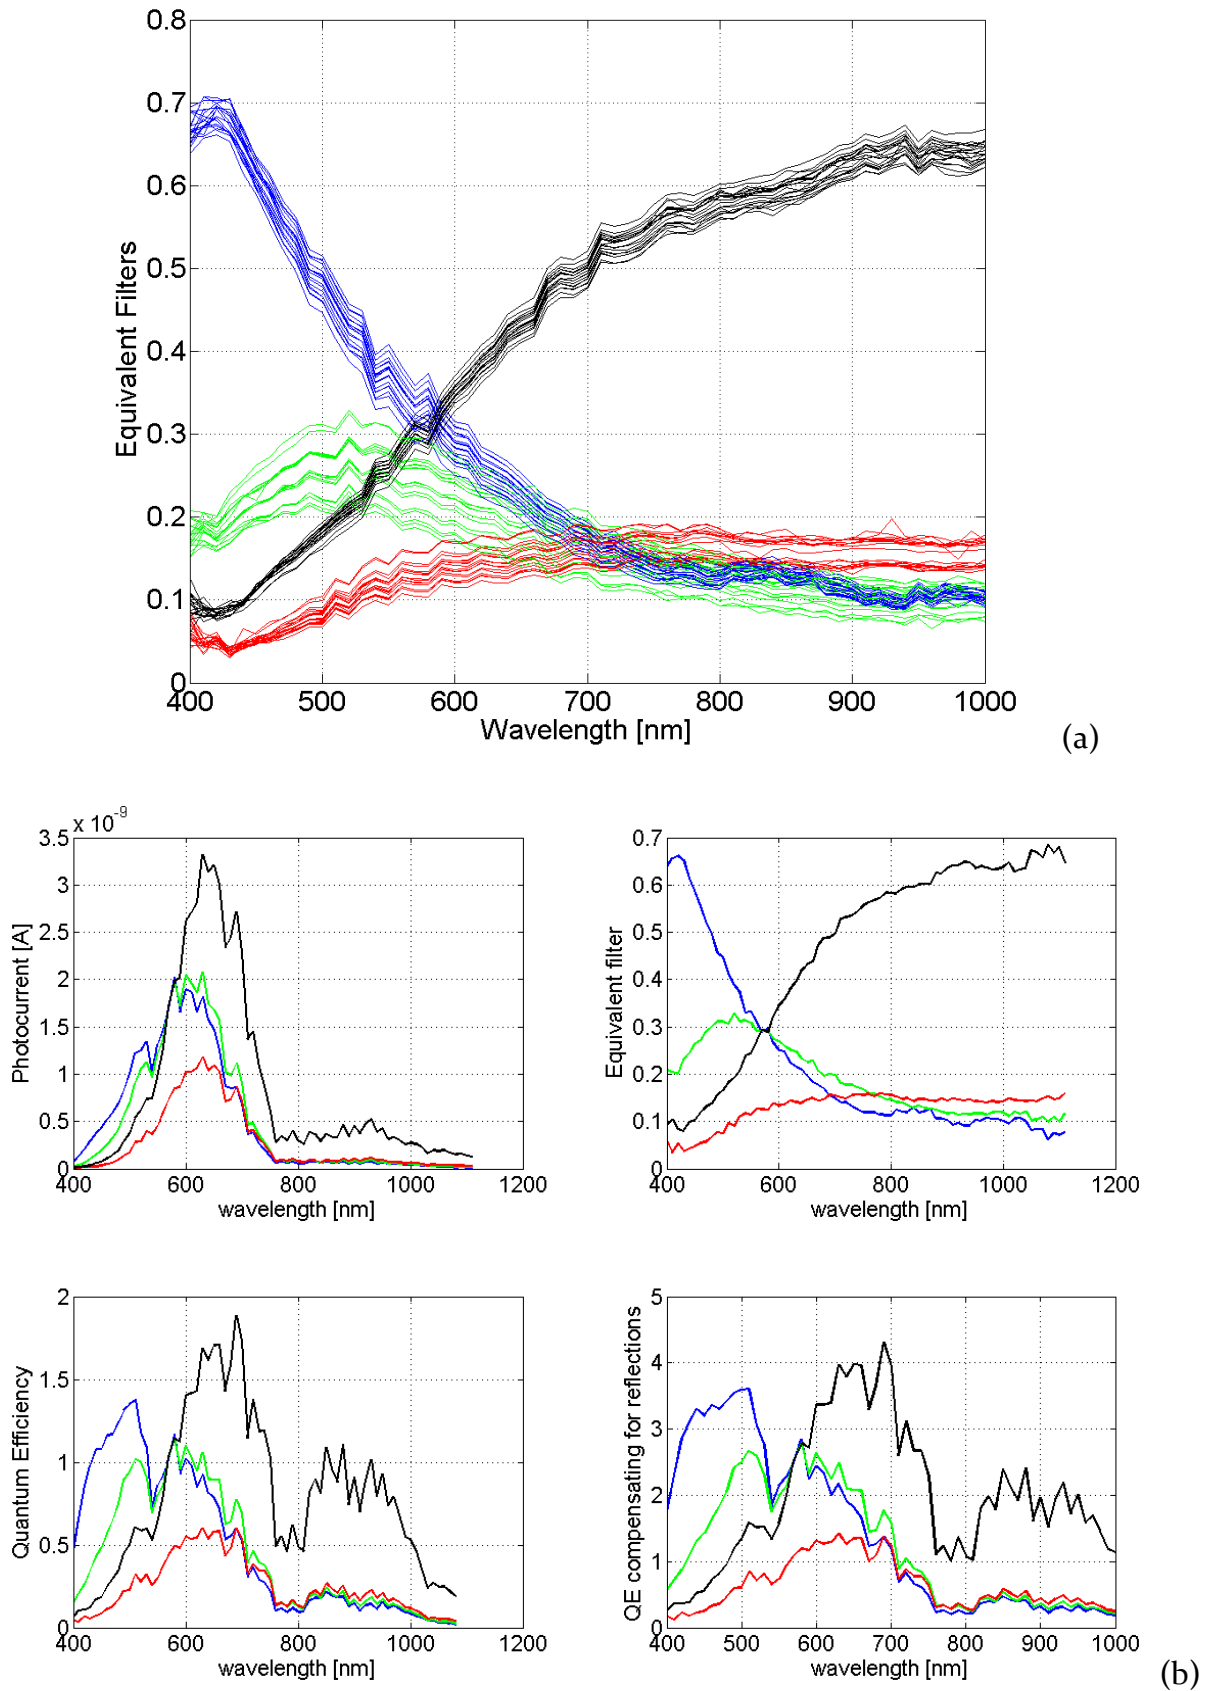 0.8
0.7
0.6
0.5
0.4
0.3
0.2
0.1
0
Equivalent Filters
400 500 600 700 800 900 1000
Wavelength [nm]
(a)
x 10-9
3.5
3
2.5
2
1.5
1
0.5
0
Photocurrent [A]
400 600 800 1000 1200
wavelength [nm]
0.7
0.6
0.5
0.4
0.3
0.2
0.1
0
Equivalent filter
400 600 800 1000 1200
wavelength [nm]
2
1.5
1
0.5
0
Quantum Efficiency
400 600 800 1000 1200
wavelength [nm]
5
4
3
2
1
0
QE compensating for reflections
400 500 600 700 800 900 1000
wavelength [nm]
(b)